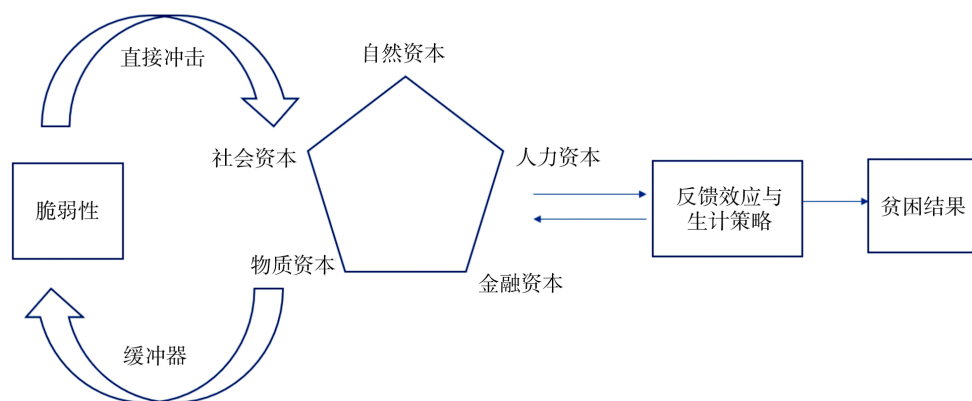 直接冲击
自然资本
社会资本
人力资本
脆弱性
反馈效应与
生计策略
贫困结果
物质资本
金融资本
缓冲器